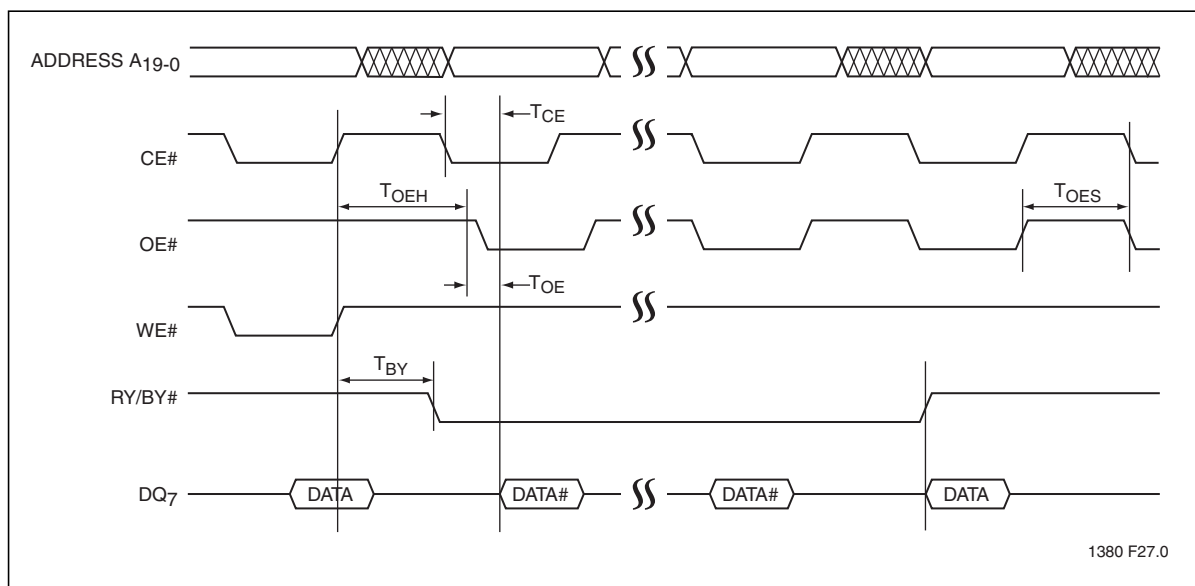 ADDRESS A19-0
TCE
CE#
TOEH
TOES
OE#
TOE
WE#
TBY
RY/BY#
DQ7
DATA
DATA#
DATA#
DATA
1380 F27.0